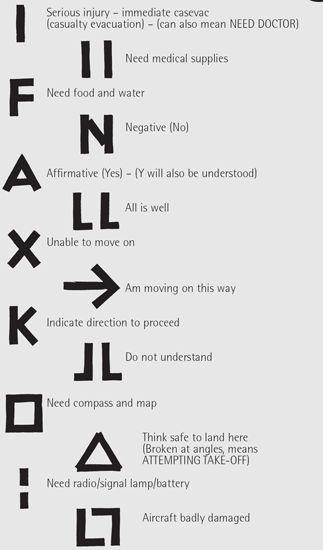 I Serious injury – immediate casevac
(casualty evacuation) – (can also mean NEED DOCTOR)
II Need medical supplies
F Need food and water
N Negative (No)
A Affirmative (Yes) – (Y will also be understood)
LL All is well
X Unable to move on
→ Am moving on this way
K Indicate direction to proceed
⅃L Do not understand
□ Need compass and map
△ Think safe to land here
(Broken at angles, means
ATTEMPTING TAKE-OFF)
¦ Need radio/signal lamp/battery
Aircraft badly damaged